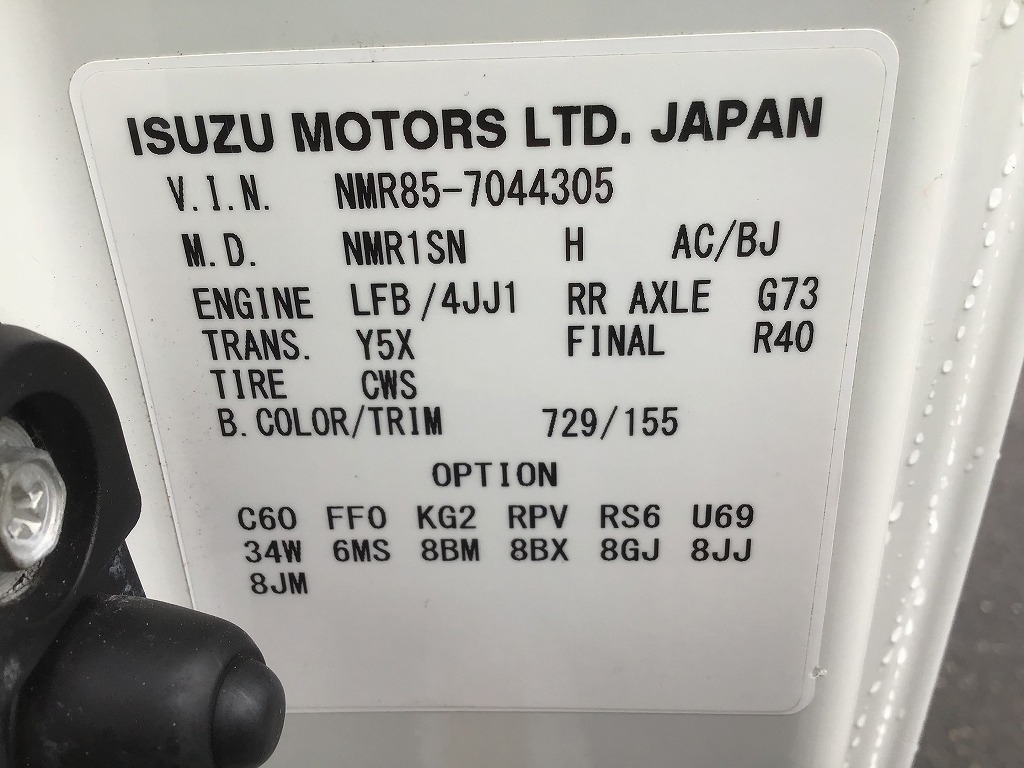 ISUZU MOTORS LTD. JAPAN
V.I.N. NMR85-7044305
M.D. NMR1SN H AC/BJ
ENGINE LFB/4JJ1 RR AXLE G73
TRANS. Y5X FINAL R40
TIRE CWS
B.COLOR/TRIM 729/155
OPTION
C60 FF0 KG2 RPV RS6 U69
34W 6MS 8BM 8BX 8GJ 8JJ
8JM